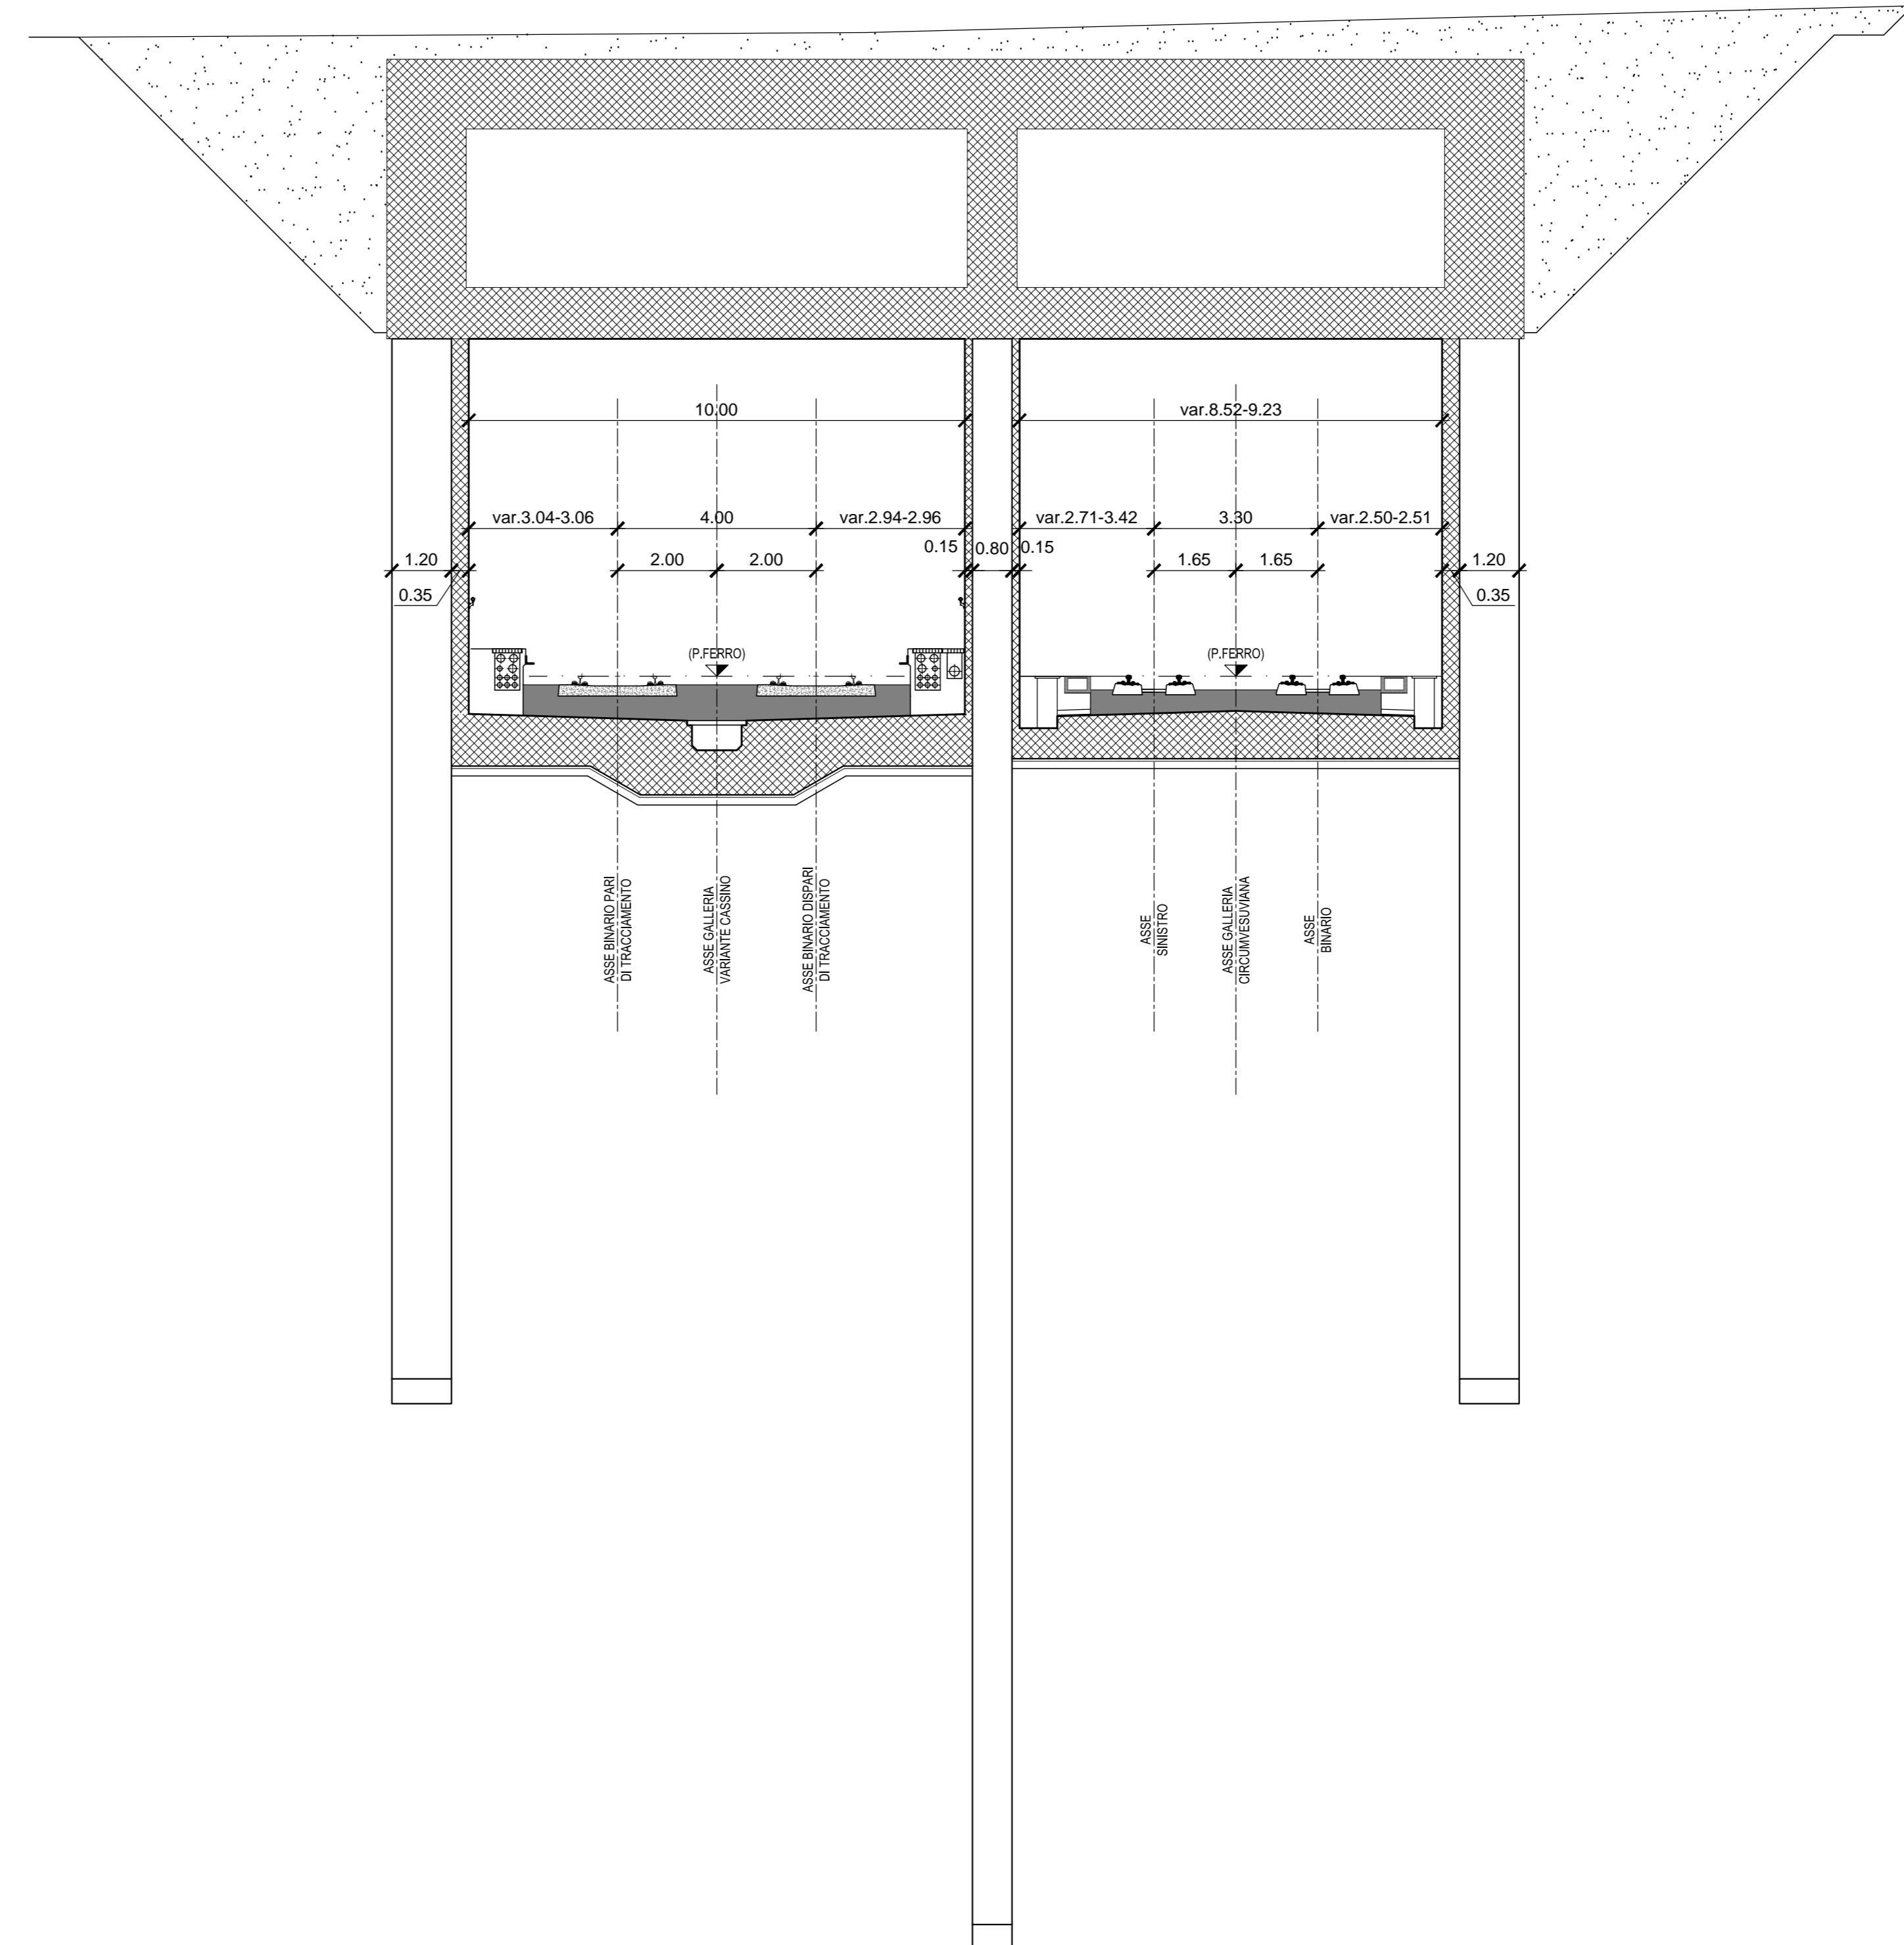 10.00
var.8.52-9.23
var.3.04-3.06
4.00
var.2.94-2.96
var.2.71-3.42
3.30
var.2.50-2.51
0.15
0.80
0.15
1.20
2.00
2.00
1.65
1.65
1.20
0.35
0.35
(P.FERRO)
(P.FERRO)
ASSE BINARIO PARI
DI TRACCIAMENTO
ASSE GALLERIA
VARIANTE CASSINO
ASSE BINARIO DISPARI
DI TRACCIAMENTO
ASSE
SINISTRO
ASSE GALLERIA
CIRCUMVESUVIANA
ASSE
BINARIO